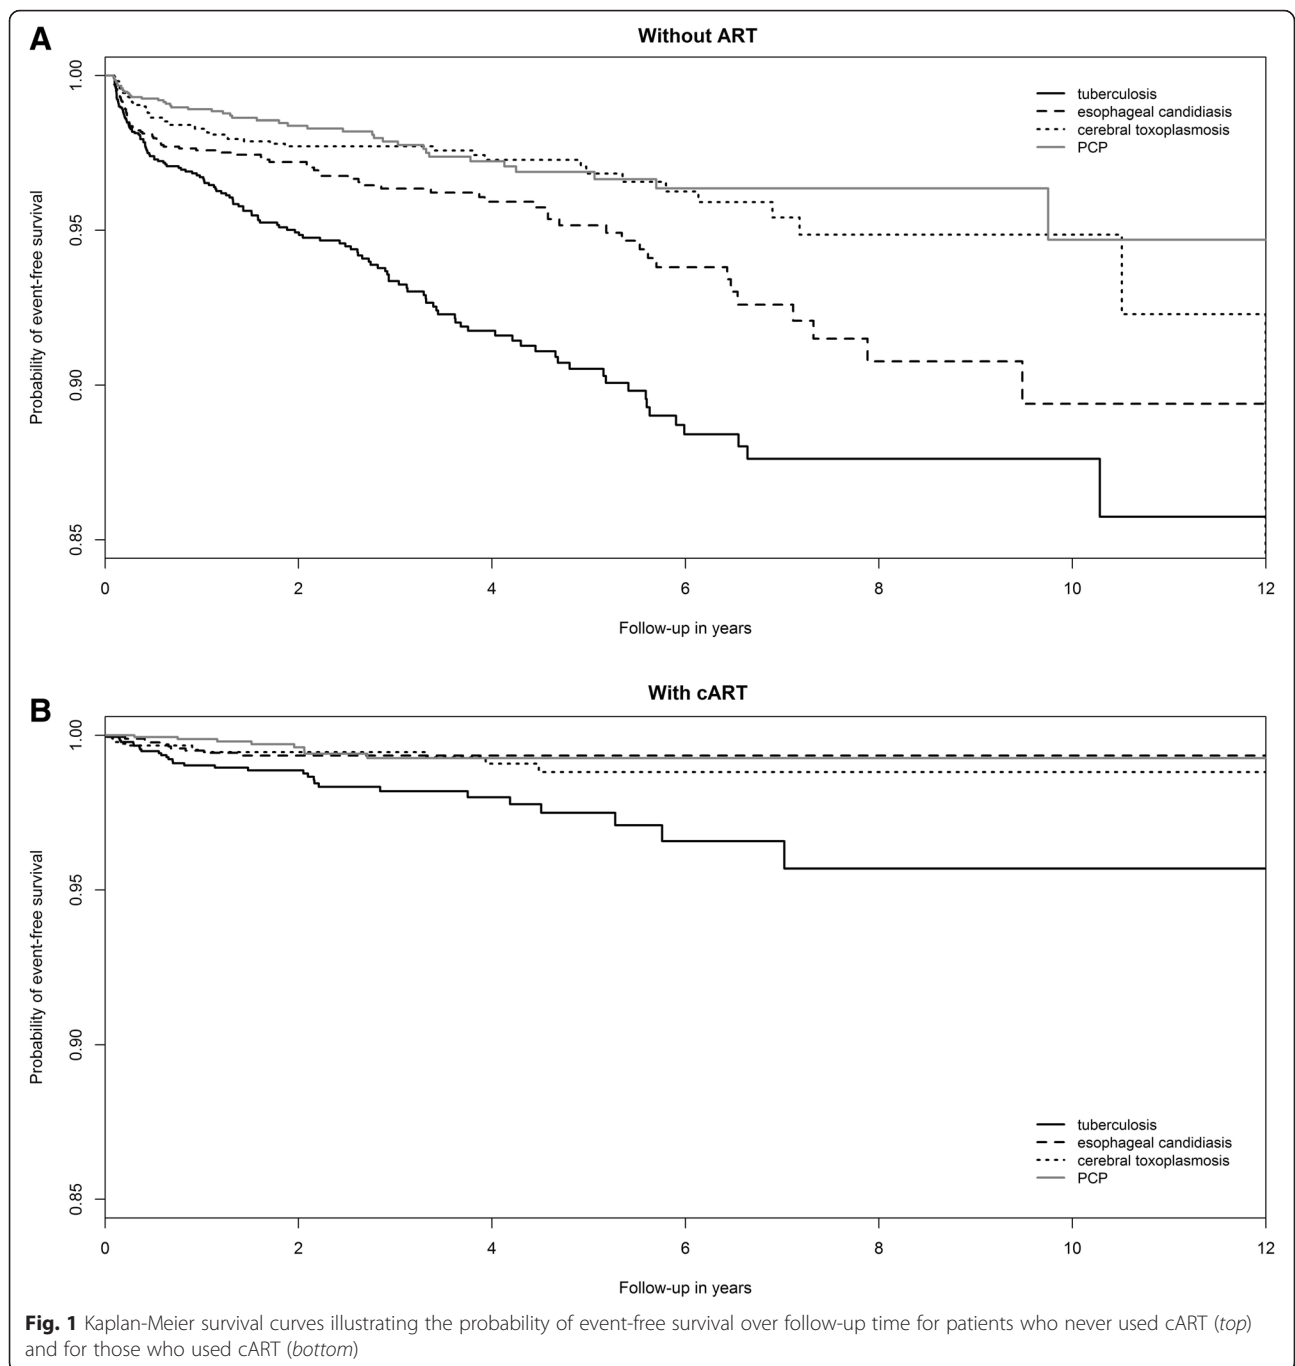 A
Without ART
1.00
0.95
0.90
0.85
Probability of event-free survival
tuberculosis
esophageal candidiasis
cerebral toxoplasmosis
PCP
0 2 4 6 8 10 12
Follow-up in years
B
With cART
1.00
0.95
0.90
0.85
Probability of event-free survival
tuberculosis
esophageal candidiasis
cerebral toxoplasmosis
PCP
0 2 4 6 8 10 12
Follow-up in years
Fig. 1 Kaplan-Meier survival curves illustrating the probability of event-free survival over follow-up time for patients who never used cART (top)
and for those who used cART (bottom)